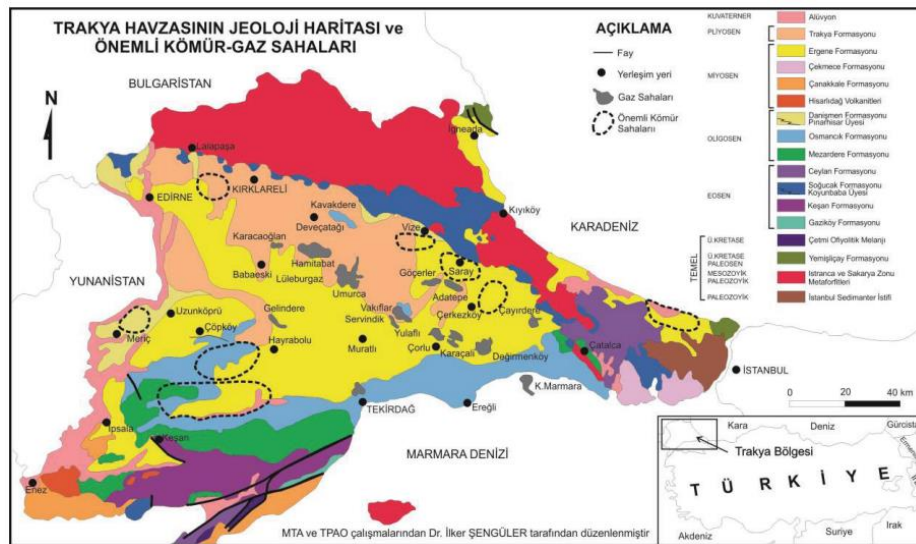 TRAKYA HAVZASININ JEOLOJİ HARİTASI ve
ÖNEMLİ KÖMÜR-GAZ SAHALARI
BULGARİSTAN
N
AÇIKLAMA
Fay
Yerleşim yeri
Gaz Sahaları
Önemli Kömür
Sahaları
KUVATERNER
Alüvyon
PLİYOSEN
Trakya Formasyonu
MİYOSEN
Ergene Formasyonu
Çekmece Formasyonu
Çanakkale Formasyonu
Hisarlıdağ Volkanitleri
OLİGOSEN
Danişmen Formasyonu
Pınarhisar Üyesi
Osmancık Formasyonu
Mezardere Formasyonu
EOSEN
Ceylan Formasyonu
Soğucak Formasyonu
Koyunbaba Üyesi
Keşan Formasyonu
Gaziköy Formasyonu
TEMEL
Ü.KRETASE
Çetmi Ofiyolitik Melanjı
Ü.KRETASE
PALEOSEN
Yemişliçay Formasyonu
MESOZOYİK
PALEOZOYİK
Istranca ve Sakarya Zonu
Metamorfitleri
PALEOZOYİK
İstanbul Sedimanter İstifi
İğneada
Lalapaşa
EDİRNE
KIRKLARELİ
Kavakdere
Deveçatağı
Vize
Kıyıköy
KARADENİZ
Karacaoğlan
Hamitabat
Babaeski
Lüleburgaz
Umurca
Göçerler
Saray
Adatepe
Çerkezköy
Çayırdere
YUNANİSTAN
Uzunköprü
Gelindere
Vakıflar
Servindik
Yulaflı
Meriç
Çöpköy
Hayrabolu
Muratlı
Çorlu
Karaçalı
Değirmenköy
Çatalca
İSTANBUL
K.Marmara
TEKİRDAĞ
Ereğli
0 20 40 km
İpsala
Keşan
MARMARA DENİZİ
Enez
Kara Deniz
Gürcista
Trakya Bölgesi
TÜRKİYE
Akdeniz
Suriye
Irak
MTA ve TPAO çalışmalarından Dr. İlker ŞENGÜLER tarafından düzenlenmiştir